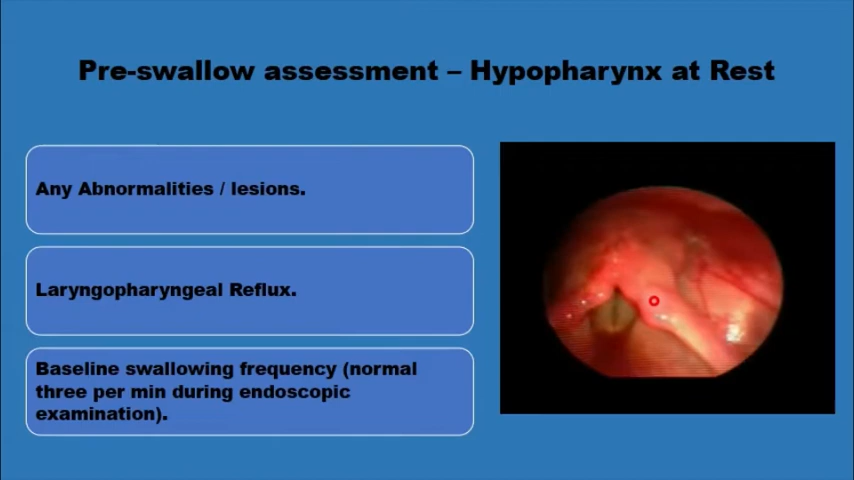 Pre-swallow assessment – Hypopharynx at Rest
Any Abnormalities / lesions.
Laryngopharyngeal Reflux.
Baseline swallowing frequency (normal
three per min during endoscopic
examination).